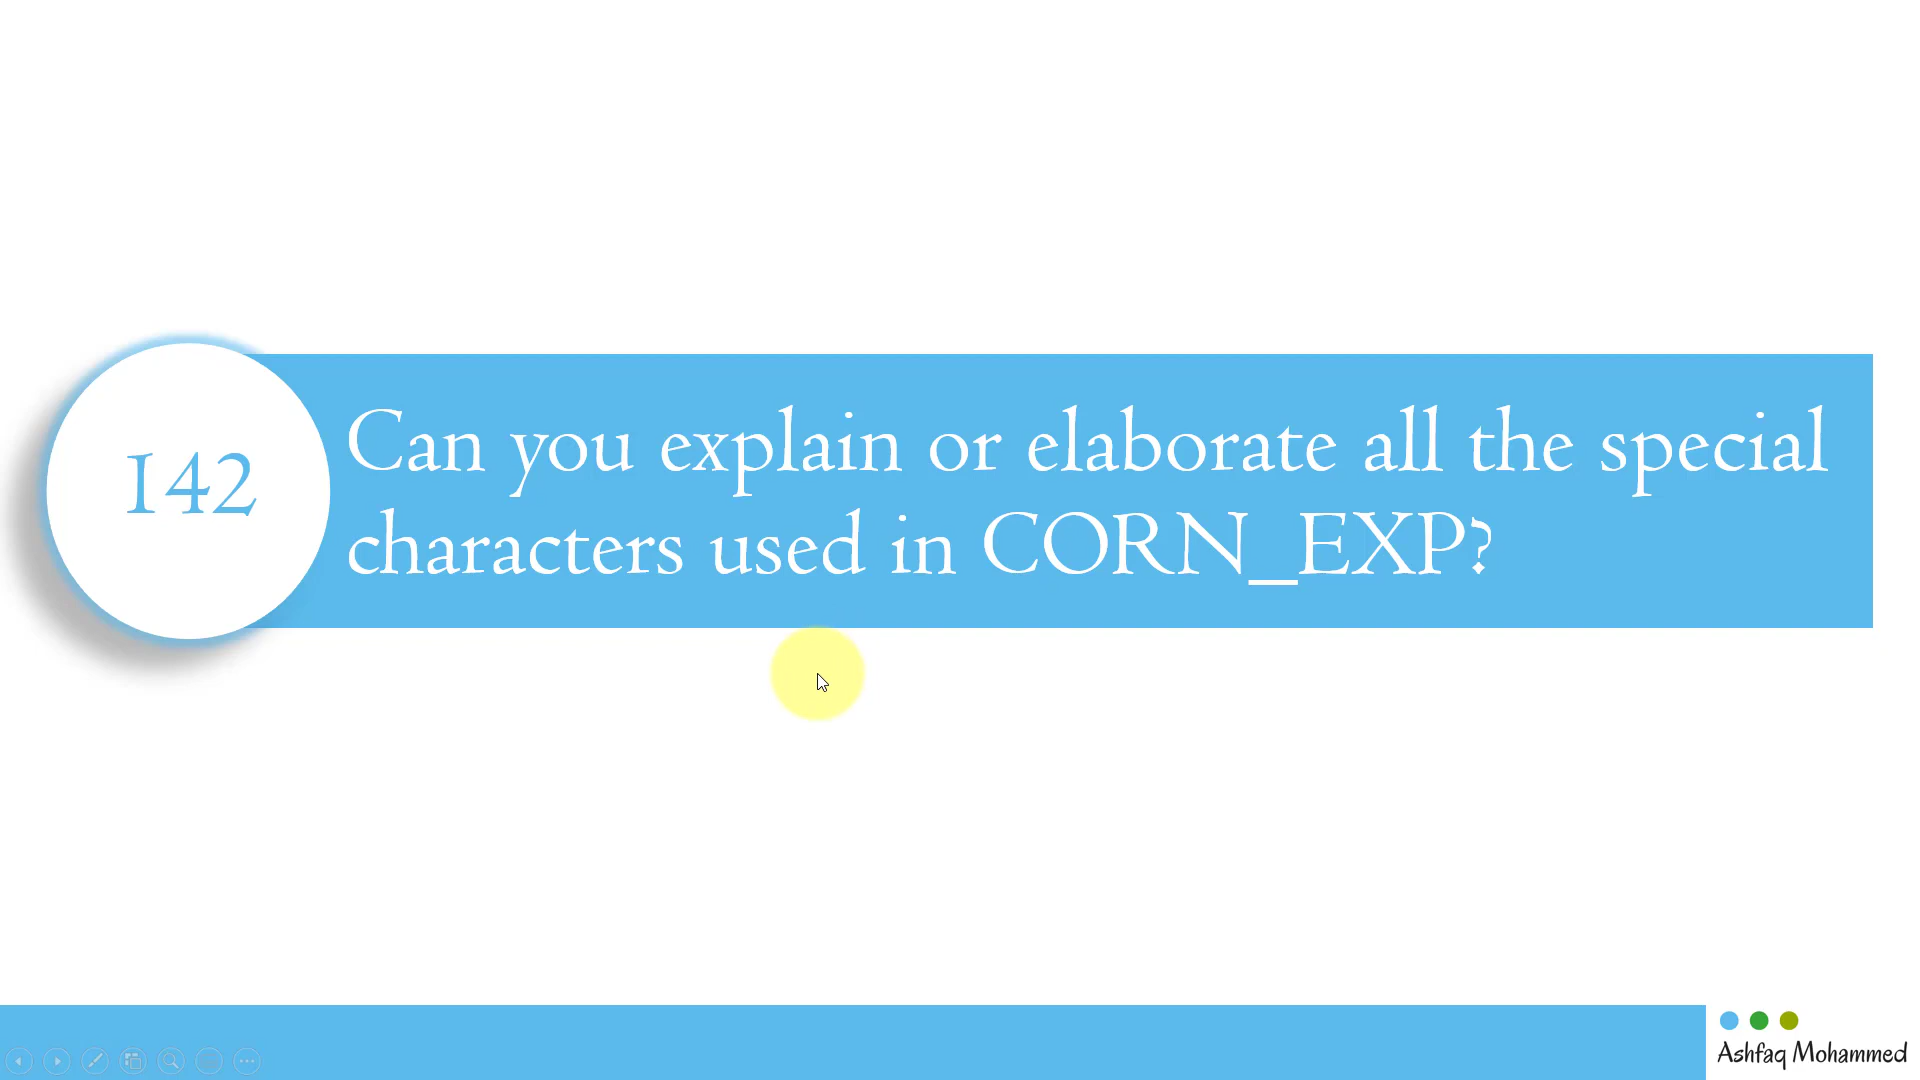 142
Can you explain or elaborate all the special
characters used in CORN_EXP?
Ashfaq Mohammed